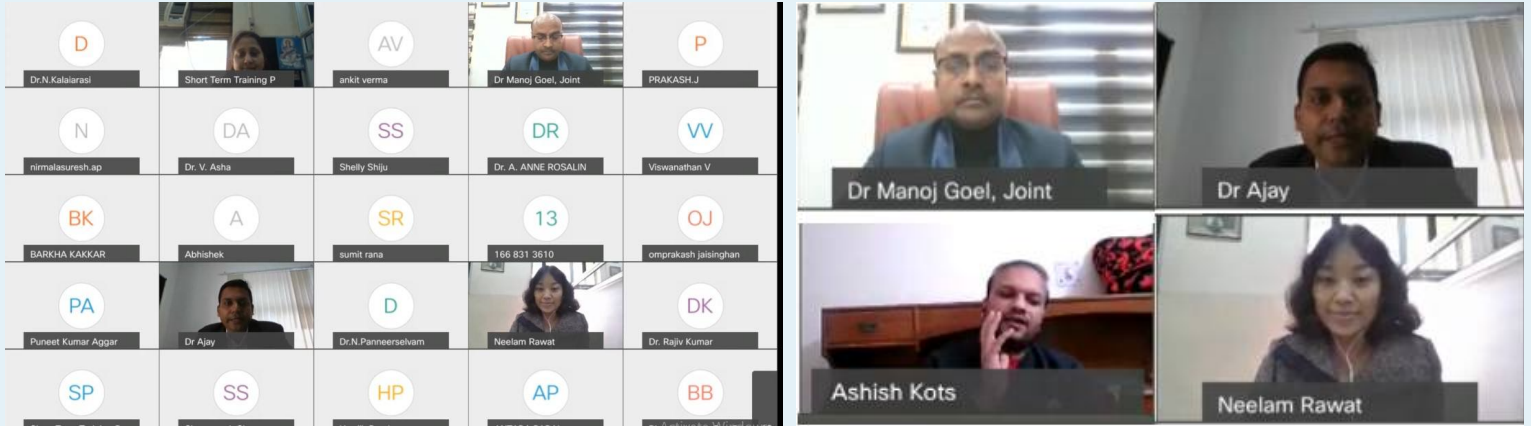 D
Dr.N.Kalaiarasi
Short Term Training P
AV
ankit verma
Dr Manoj Goel, Joint
P
PRAKASH.J
N
nirmalasuresh.ap
DA
Dr. V. Asha
SS
Shelly Shiju
DR
Dr. A. ANNE ROSALIN
VV
Viswanathan V
BK
BARKHA KAKKAR
A
Abhishek
SR
sumit rana
13
166 831 3610
OJ
omprakash jaisinghan
PA
Puneet Kumar Aggar
Dr Ajay
D
Dr.N.Panneerselvam
Neelam Rawat
DK
Dr. Rajiv Kumar
SP
SS
HP
AP
BB
Dr Manoj Goel, Joint
Dr Ajay
Ashish Kots
Neelam Rawat